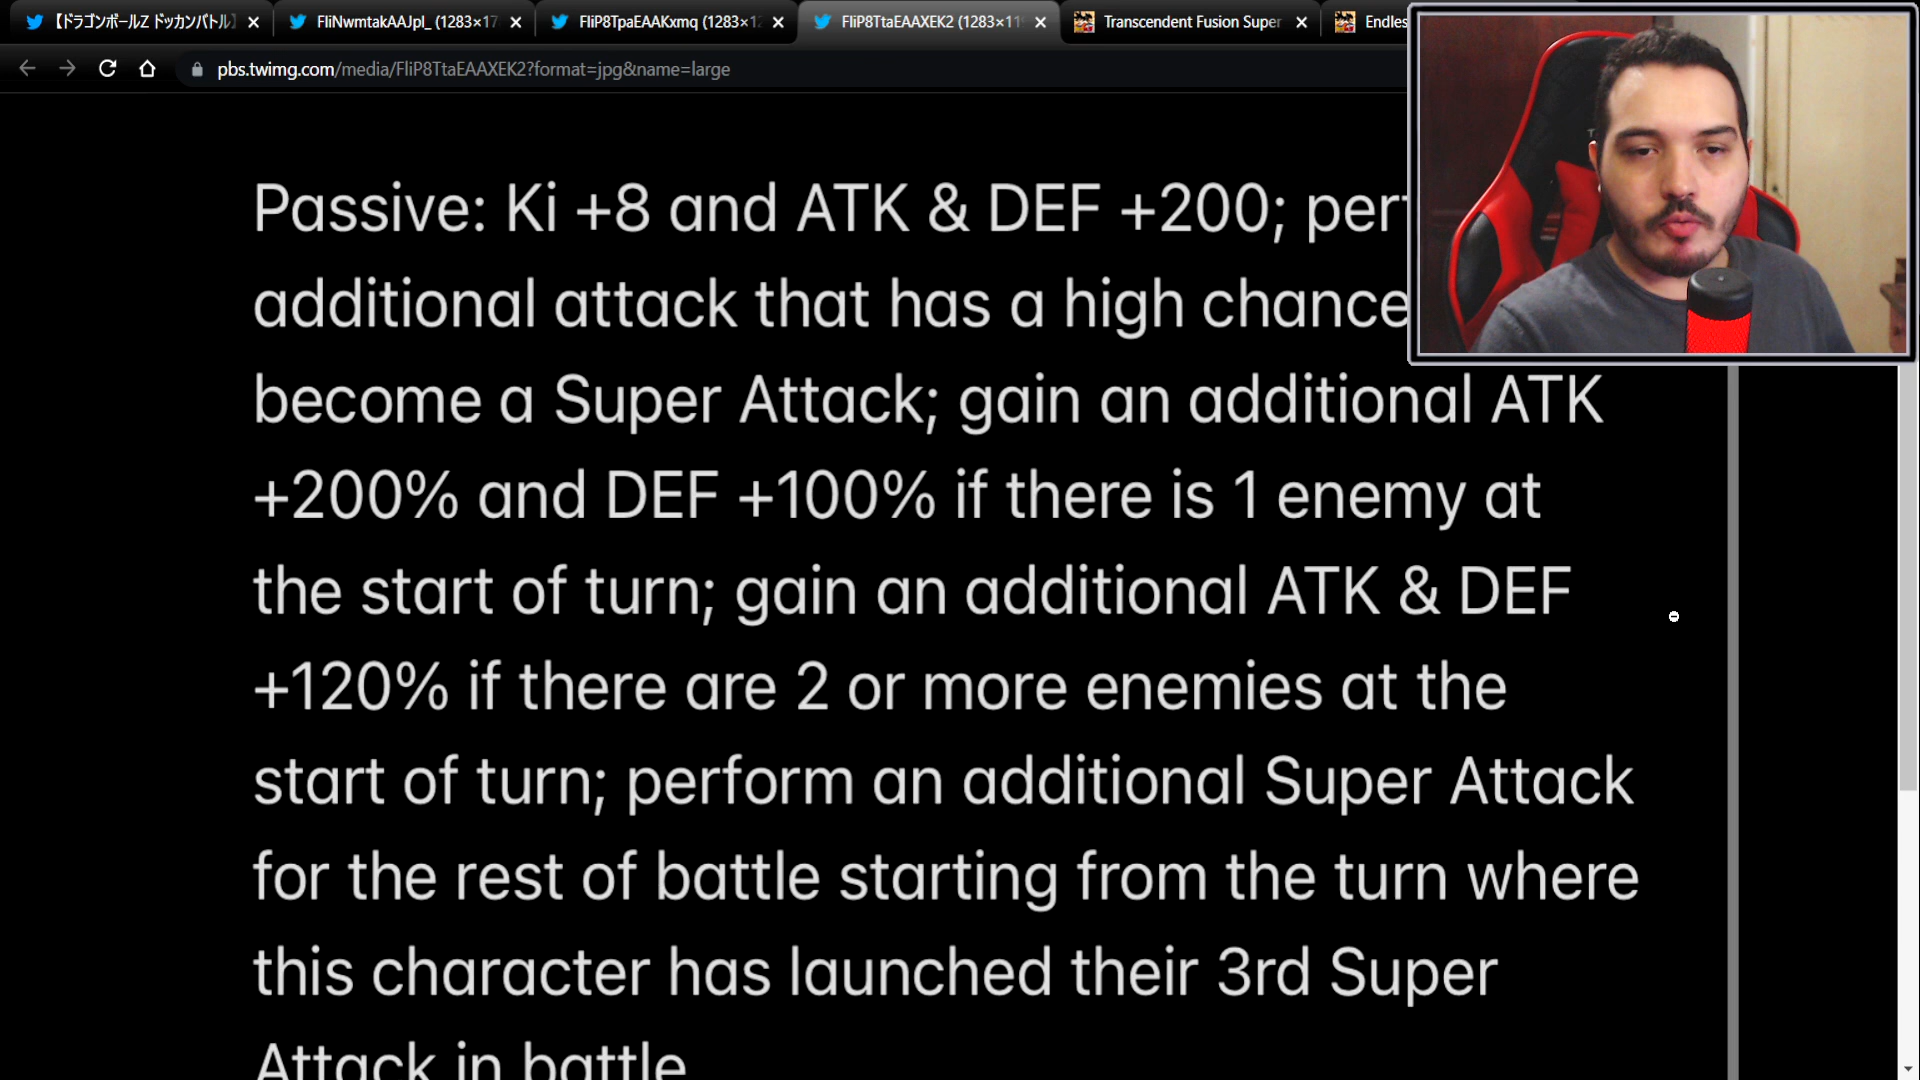 【ドラゴンボールZ ドッカンバトル】
FliNwmtakAAJpl_ (1283×17
FliP8TpaEAAKxmq (1283×12
FliP8TtaEAAXEK2 (1283×11
Transcendent Fusion Super
Endles
pbs.twimg.com/media/FliP8TtaEAAXEK2?format=jpg&name=large
Passive: Ki +8 and ATK & DEF +200; per
additional attack that has a high chance
become a Super Attack; gain an additional ATK
+200% and DEF +100% if there is 1 enemy at
the start of turn; gain an additional ATK & DEF
+120% if there are 2 or more enemies at the
start of turn; perform an additional Super Attack
for the rest of battle starting from the turn where
this character has launched their 3rd Super
Attack in battle